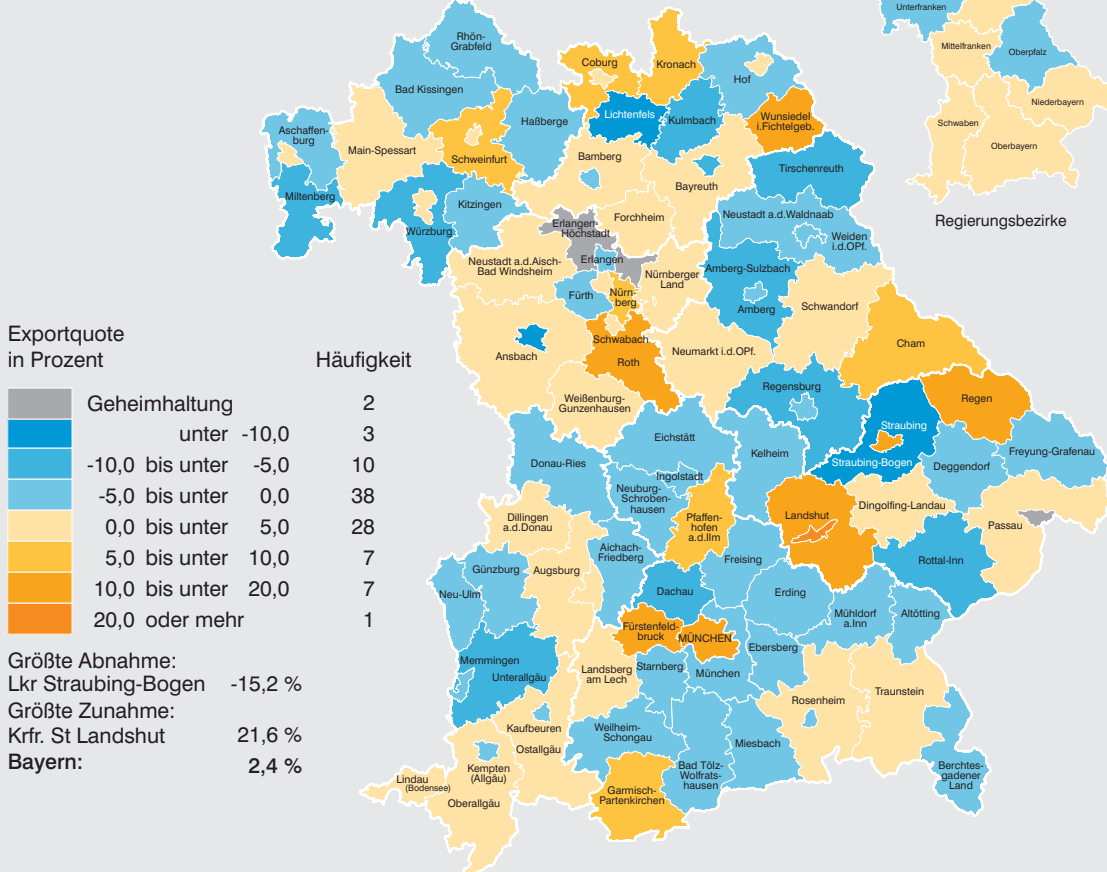 Unterfranken
Mittelfranken
Oberpfalz
Niederbayern
Schwaben
Oberbayern
Regierungsbezirke
Rhön-
Grabfeld
Bad Kissingen
Coburg
Kronach
Hof
Lichtenfels
Kulmbach
Wunsiedel
i.Fichtelgeb.
Haßberge
Aschaffen-
burg
Main-Spessart
Schweinfurt
Bamberg
Bayreuth
Tirschenreuth
Miltenberg
Würzburg
Kitzingen
Forchheim
Neustadt a.d.Waldnaab
Weiden
i.d.OPf.
Erlangen-
Höchstadt
Erlangen
Neustadt a.d.Aisch-
Bad Windsheim
Nürnberger
Land
Amberg-Sulzbach
Amberg
Fürth
Nürn-
berg
Schwandorf
Schwabach
Roth
Ansbach
Neumarkt i.d.OPf.
Cham
Weißenburg-
Gunzenhausen
Regensburg
Regen
Straubing
Straubing-Bogen
Eichstätt
Kelheim
Deggendorf
Freyung-Grafenau
Donau-Ries
Ingolstadt
Neuburg-
Schroben-
hausen
Dillingen
a.d.Donau
Pfaffen-
hofen
a.d.Ilm
Landshut
Dingolfing-Landau
Passau
Aichach-
Friedberg
Freising
Rottal-Inn
Günzburg
Augsburg
Neu-Ulm
Dachau
Erding
Mühldorf
a.Inn
Altötting
Fürstenfeld-
bruck
MÜNCHEN
Ebersberg
Memmingen
Unterallgäu
Landsberg
am Lech
Starnberg
München
Rosenheim
Traunstein
Kaufbeuren
Ostallgäu
Weilheim-
Schongau
Miesbach
Bad Tölz-
Wolfrats-
hausen
Berchtes-
gadener
Land
Kempten
(Allgäu)
Lindau
(Bodensee)
Oberallgäu
Garmisch-
Partenkirchen
Exportquote
in Prozent Häufigkeit
Geheimhaltung 2
unter -10,0 3
-10,0 bis unter -5,0 10
-5,0 bis unter 0,0 38
0,0 bis unter 5,0 28
5,0 bis unter 10,0 7
10,0 bis unter 20,0 7
20,0 oder mehr 1
Größte Abnahme:
Lkr Straubing-Bogen -15,2 %
Größte Zunahme:
Krfr. St Landshut 21,6 %
Bayern: 2,4 %